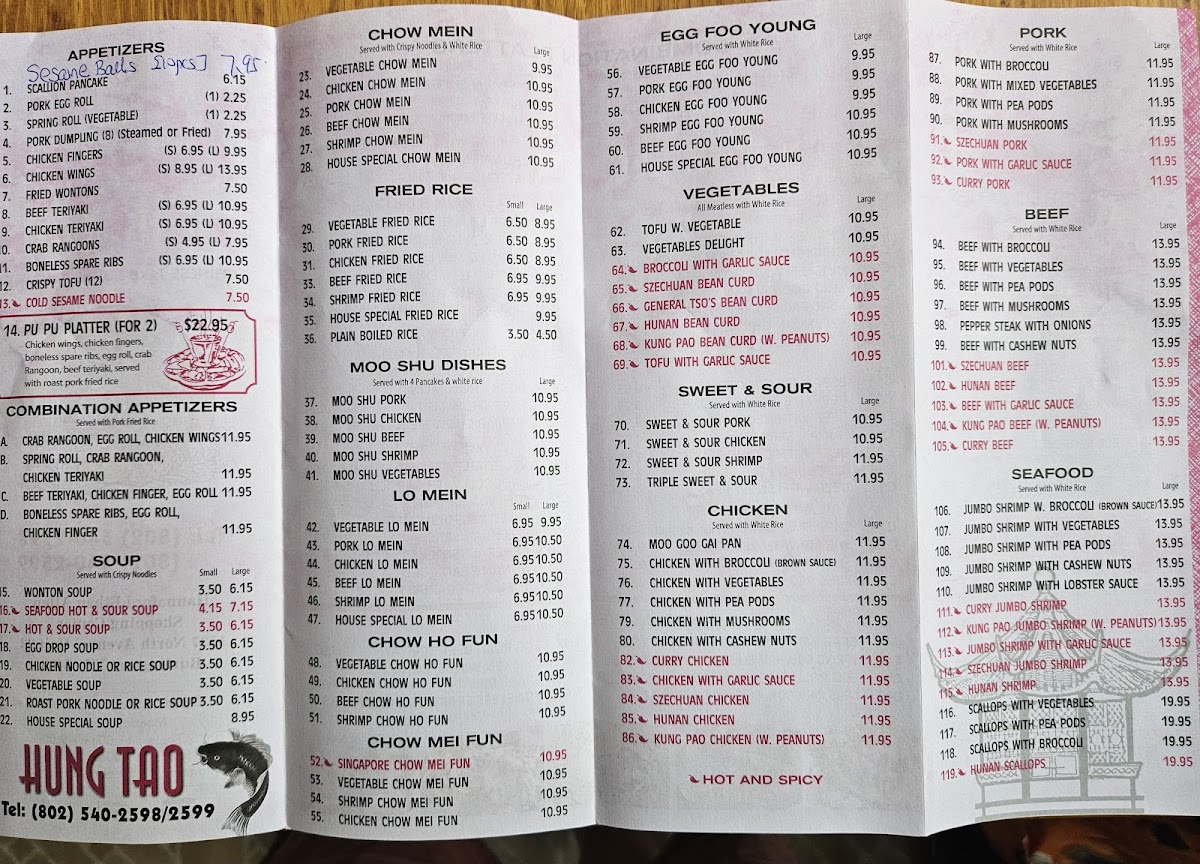 APPETIZERS
Sesame Balls [10pcs] 7.95
1. SCALLION PANCAKE 6.15
2. PORK EGG ROLL (1) 2.25
3. SPRING ROLL (VEGETABLE) (1) 2.25
4. PORK DUMPLING (8) (Steamed or Fried) 7.95
5. CHICKEN FINGERS (S) 6.95 (L) 9.95
6. CHICKEN WINGS (S) 8.95 (L) 13.95
7. FRIED WONTONS 7.50
8. BEEF TERIYAKI (S) 6.95 (L) 10.95
9. CHICKEN TERIYAKI (S) 6.95 (L) 10.95
10. CRAB RANGOONS (S) 4.95 (L) 7.95
11. BONELESS SPARE RIBS (S) 6.95 (L) 10.95
12. CRISPY TOFU (12) 7.50
13. COLD SESAME NOODLE 7.50
14. PU PU PLATTER (FOR 2) $22.95
Chicken wings, chicken fingers,
boneless spare ribs, egg roll, crab
Rangoon, beef teriyaki, served
with roast pork fried rice
COMBINATION APPETIZERS
Served with Pork Fried Rice
A. CRAB RANGOON, EGG ROLL, CHICKEN WINGS 11.95
B. SPRING ROLL, CRAB RANGOON,
CHICKEN TERIYAKI 11.95
C. BEEF TERIYAKI, CHICKEN FINGER, EGG ROLL 11.95
D. BONELESS SPARE RIBS, EGG ROLL,
CHICKEN FINGER 11.95
SOUP
Served with Crispy Noodles Small Large
15. WONTON SOUP 3.50 6.15
16. SEAFOOD HOT & SOUR SOUP 4.15 7.15
17. HOT & SOUR SOUP 3.50 6.15
18. EGG DROP SOUP 3.50 6.15
19. CHICKEN NOODLE OR RICE SOUP 3.50 6.15
20. VEGETABLE SOUP 3.50 6.15
21. ROAST PORK NOODLE OR RICE SOUP 3.50 6.15
22. HOUSE SPECIAL SOUP 8.95
HUNG TAO
Tel: (802) 540-2598/2599
CHOW MEIN
Served with Crispy Noodles & White Rice Large
23. VEGETABLE CHOW MEIN 9.95
24. CHICKEN CHOW MEIN 10.95
25. PORK CHOW MEIN 10.95
26. BEEF CHOW MEIN 10.95
27. SHRIMP CHOW MEIN 10.95
28. HOUSE SPECIAL CHOW MEIN 10.95
FRIED RICE
Small Large
29. VEGETABLE FRIED RICE 6.50 8.95
30. PORK FRIED RICE 6.50 8.95
31. CHICKEN FRIED RICE 6.50 8.95
33. BEEF FRIED RICE 6.95 9.95
34. SHRIMP FRIED RICE 6.95 9.95
35. HOUSE SPECIAL FRIED RICE 9.95
36. PLAIN BOILED RICE 3.50 4.50
MOO SHU DISHES
Served with 4 Pancakes & white rice Large
37. MOO SHU PORK 10.95
38. MOO SHU CHICKEN 10.95
39. MOO SHU BEEF 10.95
40. MOO SHU SHRIMP 10.95
41. MOO SHU VEGETABLES 10.95
LO MEIN
Small Large
42. VEGETABLE LO MEIN 6.95 9.95
43. PORK LO MEIN 6.95 10.50
44. CHICKEN LO MEIN 6.95 10.50
45. BEEF LO MEIN 6.95 10.50
46. SHRIMP LO MEIN 6.95 10.50
47. HOUSE SPECIAL LO MEIN 6.95 10.50
CHOW HO FUN
48. VEGETABLE CHOW HO FUN 10.95
49. CHICKEN CHOW HO FUN 10.95
50. BEEF CHOW HO FUN 10.95
51. SHRIMP CHOW HO FUN 10.95
CHOW MEI FUN
52. SINGAPORE CHOW MEI FUN 10.95
53. VEGETABLE CHOW MEI FUN 10.95
54. SHRIMP CHOW MEI FUN 10.95
55. CHICKEN CHOW MEI FUN 10.95
EGG FOO YOUNG
Served with White Rice Large
56. VEGETABLE EGG FOO YOUNG 9.95
57. PORK EGG FOO YOUNG 9.95
58. CHICKEN EGG FOO YOUNG 9.95
59. SHRIMP EGG FOO YOUNG 10.95
60. BEEF EGG FOO YOUNG 10.95
61. HOUSE SPECIAL EGG FOO YOUNG 10.95
VEGETABLES
All Meatless with White Rice Large
62. TOFU W. VEGETABLE 10.95
63. VEGETABLES DELIGHT 10.95
64. BROCCOLI WITH GARLIC SAUCE 10.95
65. SZECHUAN BEAN CURD 10.95
66. GENERAL TSO'S BEAN CURD 10.95
67. HUNAN BEAN CURD 10.95
68. KUNG PAO BEAN CURD (W. PEANUTS) 10.95
69. TOFU WITH GARLIC SAUCE 10.95
SWEET & SOUR
Served with White Rice Large
70. SWEET & SOUR PORK 10.95
71. SWEET & SOUR CHICKEN 10.95
72. SWEET & SOUR SHRIMP 11.95
73. TRIPLE SWEET & SOUR 11.95
CHICKEN
Served with White Rice Large
74. MOO GOO GAI PAN 11.95
75. CHICKEN WITH BROCCOLI (BROWN SAUCE) 11.95
76. CHICKEN WITH VEGETABLES 11.95
77. CHICKEN WITH PEA PODS 11.95
79. CHICKEN WITH MUSHROOMS 11.95
80. CHICKEN WITH CASHEW NUTS 11.95
82. CURRY CHICKEN 11.95
83. CHICKEN WITH GARLIC SAUCE 11.95
84. SZECHUAN CHICKEN 11.95
85. HUNAN CHICKEN 11.95
86. KUNG PAO CHICKEN (W. PEANUTS) 11.95
HOT AND SPICY
PORK
Served with White Rice Large
87. PORK WITH BROCCOLI 11.95
88. PORK WITH MIXED VEGETABLES 11.95
89. PORK WITH PEA PODS 11.95
90. PORK WITH MUSHROOMS 11.95
91. SZECHUAN PORK 11.95
92. PORK WITH GARLIC SAUCE 11.95
93. CURRY PORK 11.95
BEEF
Served with White Rice Large
94. BEEF WITH BROCCOLI 13.95
95. BEEF WITH VEGETABLES 13.95
96. BEEF WITH PEA PODS 13.95
97. BEEF WITH MUSHROOMS 13.95
98. PEPPER STEAK WITH ONIONS 13.95
99. BEEF WITH CASHEW NUTS 13.95
101. SZECHUAN BEEF 13.95
102. HUNAN BEEF 13.95
103. BEEF WITH GARLIC SAUCE 13.95
104. KUNG PAO BEEF (W. PEANUTS) 13.95
105. CURRY BEEF 13.95
SEAFOOD
Served with White Rice Large
106. JUMBO SHRIMP W. BROCCOLI (BROWN SAUCE) 13.95
107. JUMBO SHRIMP WITH VEGETABLES 13.95
108. JUMBO SHRIMP WITH PEA PODS 13.95
109. JUMBO SHRIMP WITH CASHEW NUTS 13.95
110. JUMBO SHRIMP WITH LOBSTER SAUCE 13.95
111. CURRY JUMBO SHRIMP 13.95
112. KUNG PAO JUMBO SHRIMP (W. PEANUTS) 13.95
113. JUMBO SHRIMP WITH GARLIC SAUCE 13.95
114. SZECHUAN JUMBO SHRIMP 13.95
115. HUNAN SHRIMP 13.95
116. SCALLOPS WITH VEGETABLES 19.95
117. SCALLOPS WITH PEA PODS 19.95
118. SCALLOPS WITH BROCCOLI 19.95
119. HUNAN SCALLOPS 19.95